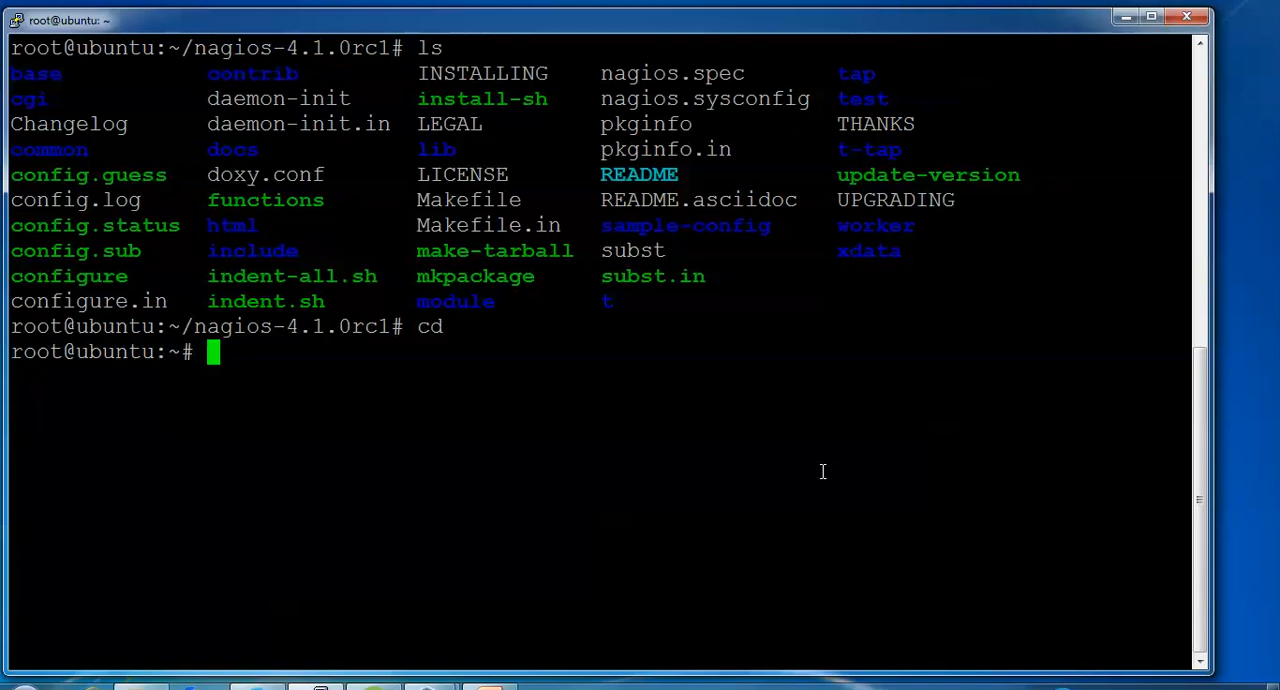 root@ubuntu: ~
root@ubuntu:~/nagios-4.1.0rc1# ls
base contrib INSTALLING nagios.spec tap
cgi daemon-init install-sh nagios.sysconfig test
Changelog daemon-init.in LEGAL pkginfo THANKS
common docs lib pkginfo.in t-tap
config.guess doxy.conf LICENSE README update-version
config.log functions Makefile README.asciidoc UPGRADING
config.status html Makefile.in sample-config worker
config.sub include make-tarball subst xdata
configure indent-all.sh mkpackage subst.in
configure.in indent.sh module t
root@ubuntu:~/nagios-4.1.0rc1# cd
root@ubuntu:~#